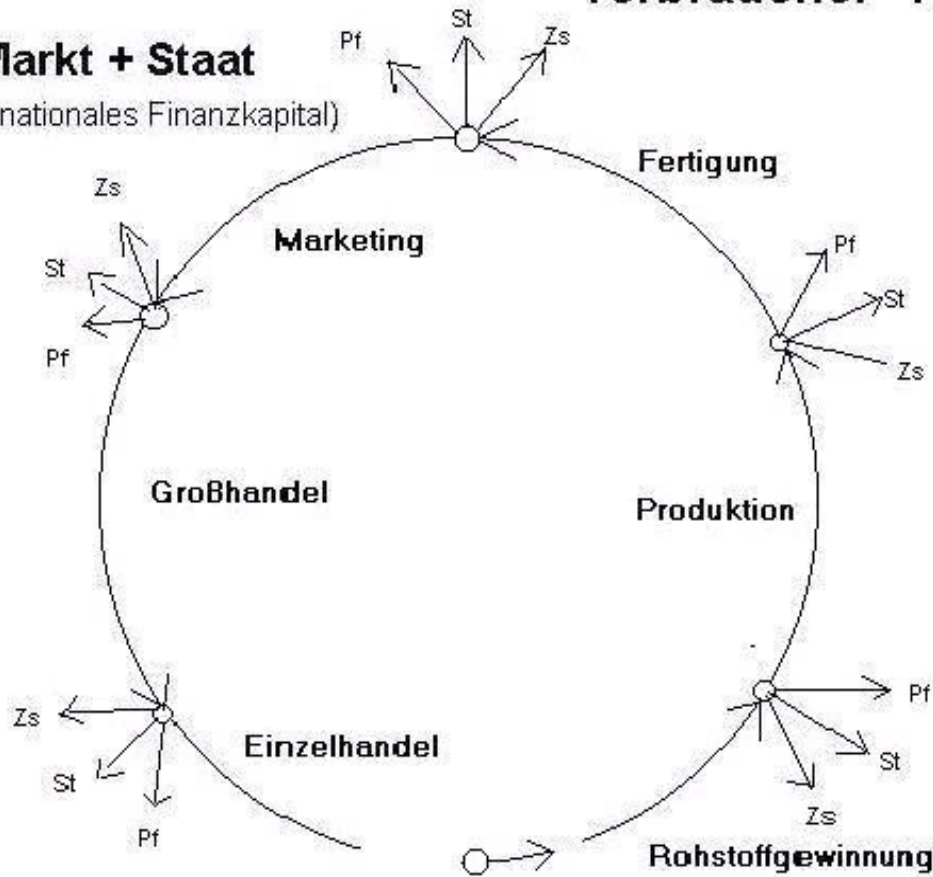 Markt + Staat
nationales Finanzkapital)
Pf
St
Zs
Fertigung
Zs
St
Pf
Marketing
Pf
St
Zs
Großhandel
Produktion
Zs
St
Pf
Einzelhandel
Pf
St
Zs
Rohstoffgewinnung